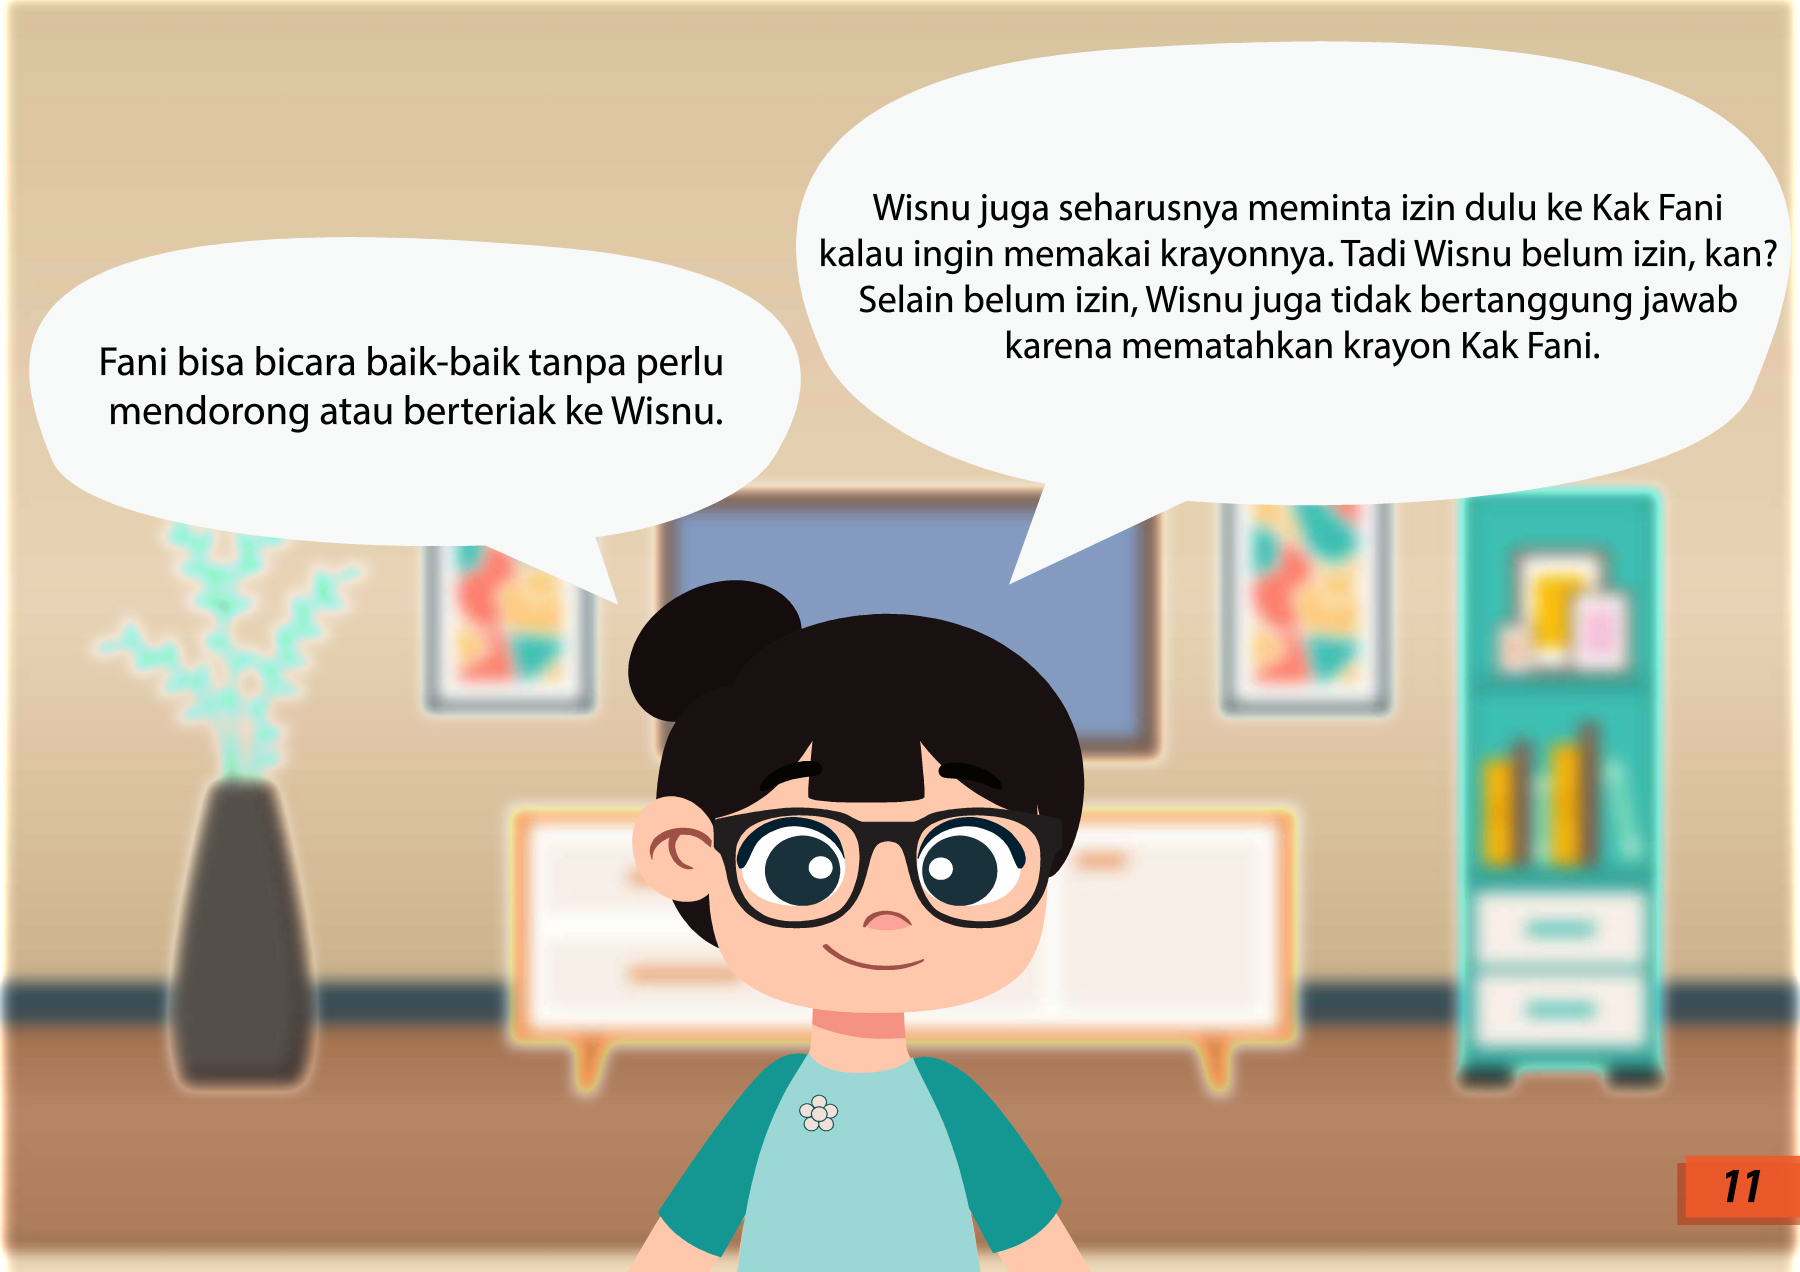 Fani bisa bicara baik-baik tanpa perlu
mendorong atau berteriak ke Wisnu.
Wisnu juga seharusnya meminta izin dulu ke Kak Fani
kalau ingin memakai krayonnya. Tadi Wisnu belum izin, kan?
Selain belum izin, Wisnu juga tidak bertanggung jawab
karena mematahkan krayon Kak Fani.
11